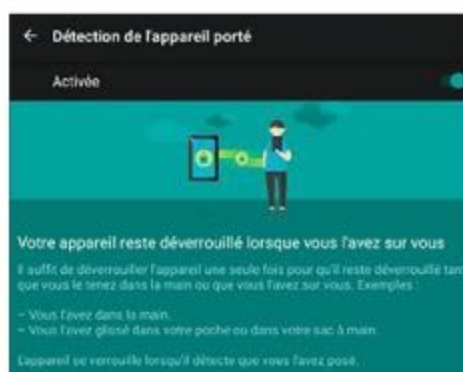 Détection de l'appareil porté
Activée
Votre appareil reste déverrouillé lorsque vous l'avez sur vous
Il suffit de déverrouiller l'appareil une seule fois pour qu'il reste déverrouillé tant
que vous le tenez dans la main ou que vous l'avez sur vous. Exemples :
- Vous l'avez dans la main.
- Vous l'avez glissé dans votre poche ou dans votre sac à main.
L'appareil se verrouille lorsqu'il détecte que vous l'avez posé.